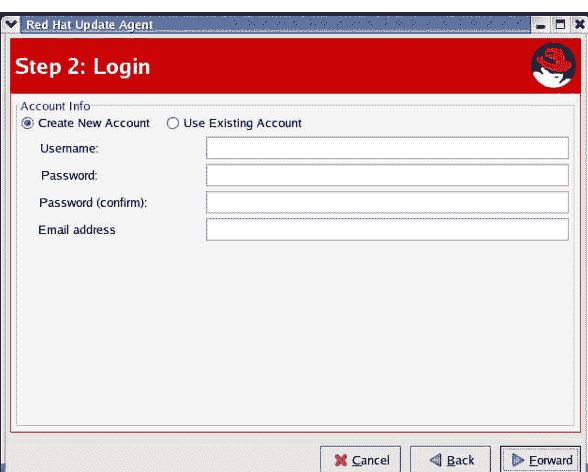 Red Hat Update Agent
Step 2: Login
Account Info
Create New Account Use Existing Account
Username:
Password:
Password (confirm):
Email address
Cancel Back Forward